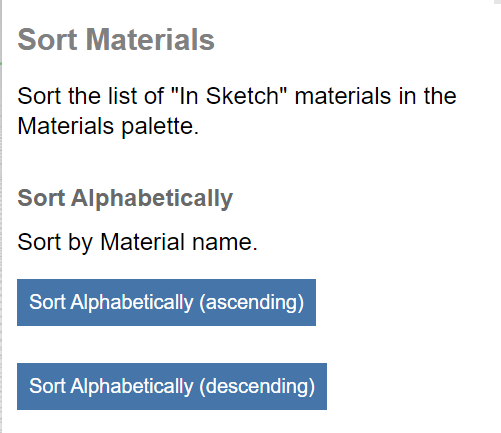 Sort Materials
Sort the list of "In Sketch" materials in the
Materials palette.
Sort Alphabetically
Sort by Material name.
Sort Alphabetically (ascending)
Sort Alphabetically (descending)